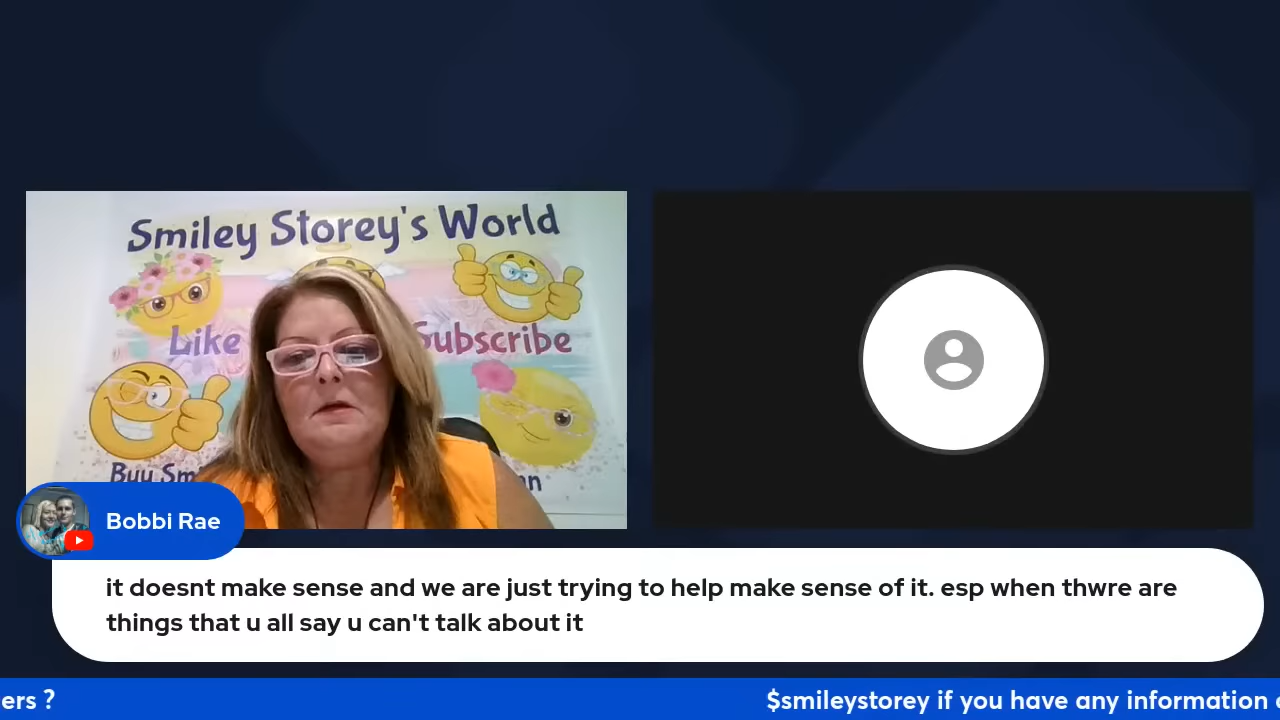 Smiley Storey's World
Like
Subscribe
Buy
Bobbi Rae
it doesnt make sense and we are just trying to help make sense of it. esp when thwre are
things that u all say u can't talk about it
ers ?
$smileystorey if you have any information